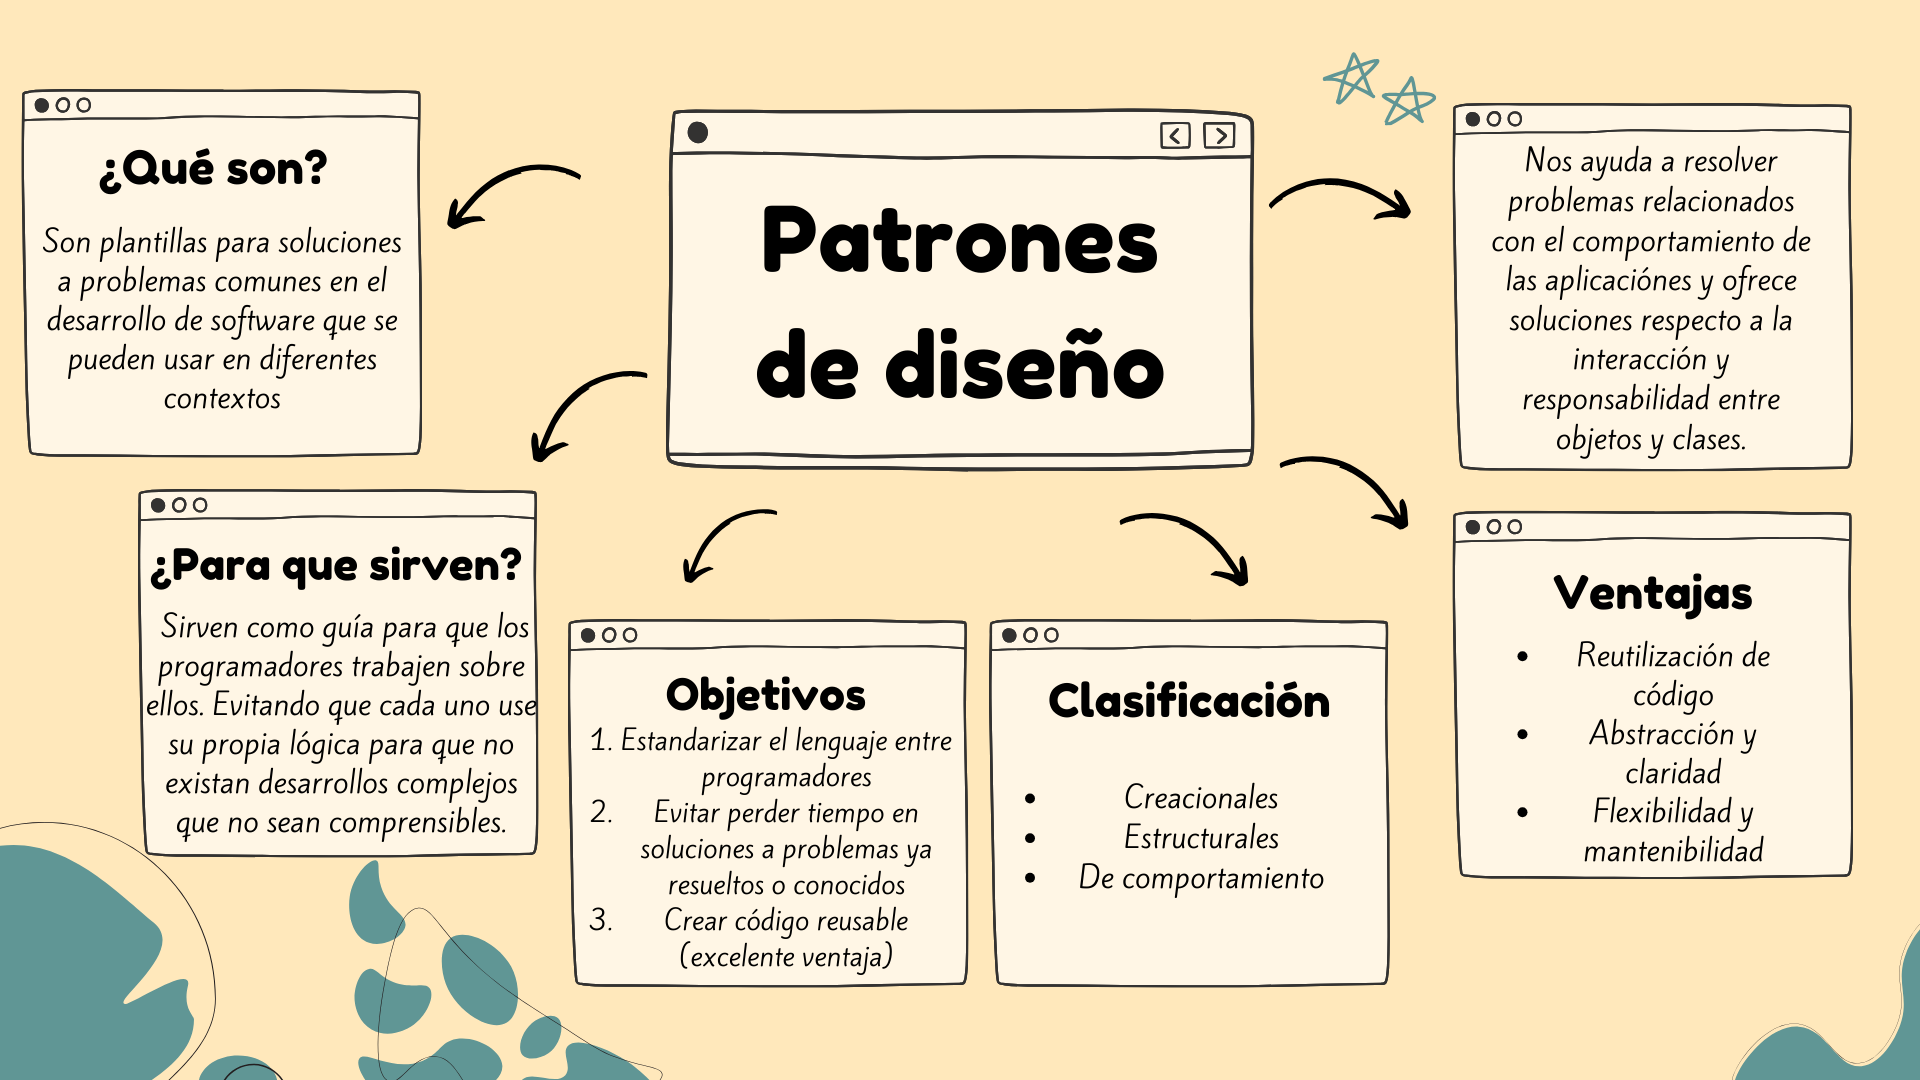 Patrones
de diseño
¿Qué son?
Son plantillas para soluciones
a problemas comunes en el
desarrollo de software que se
pueden usar en diferentes
contextos
¿Para que sirven?
Sirven como guía para que los
programadores trabajen sobre
ellos. Evitando que cada uno use
su propia lógica para que no
existan desarrollos complejos
que no sean comprensibles.
Objetivos
1. Estandarizar el lenguaje entre
programadores
2. Evitar perder tiempo en
soluciones a problemas ya
resueltos o conocidos
3. Crear código reusable
(excelente ventaja)
Clasificación
• Creacionales
• Estructurales
• De comportamiento
Nos ayuda a resolver
problemas relacionados
con el comportamiento de
las aplicaciónes y ofrece
soluciones respecto a la
interacción y
responsabilidad entre
objetos y clases.
Ventajas
• Reutilización de
código
• Abstracción y
claridad
• Flexibilidad y
mantenibilidad